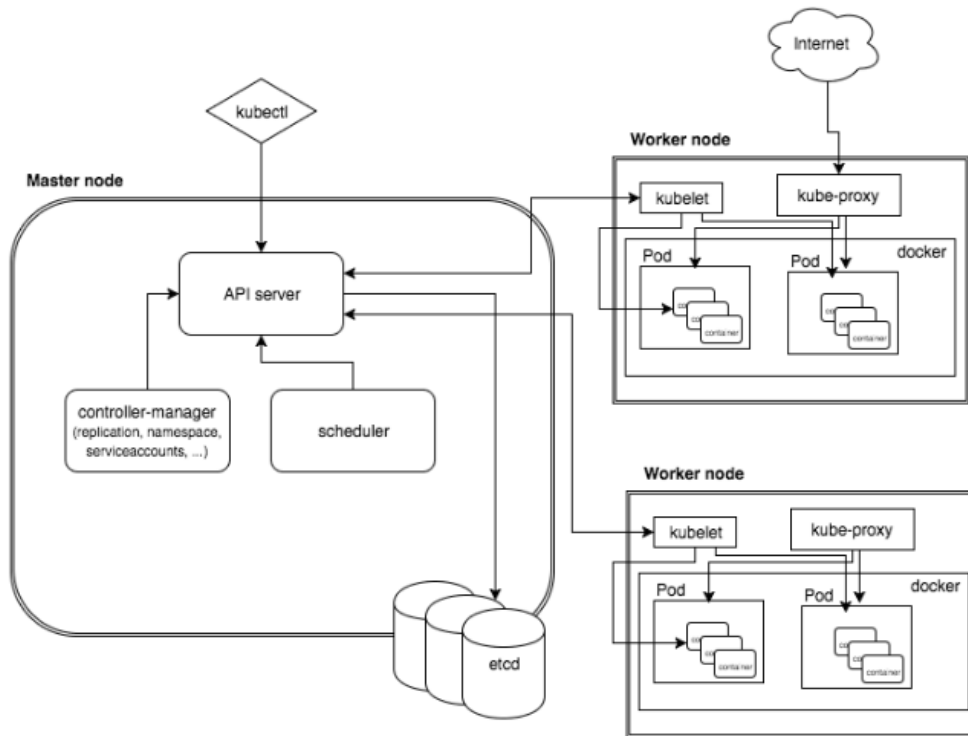 Internet
kubectl
Master node
API server
controller-manager
(replication, namespace,
serviceaccounts, ...)
scheduler
etcd
Worker node
kubelet
kube-proxy
docker
Pod
Pod
container
container
Worker node
kubelet
kube-proxy
docker
Pod
Pod
container
container